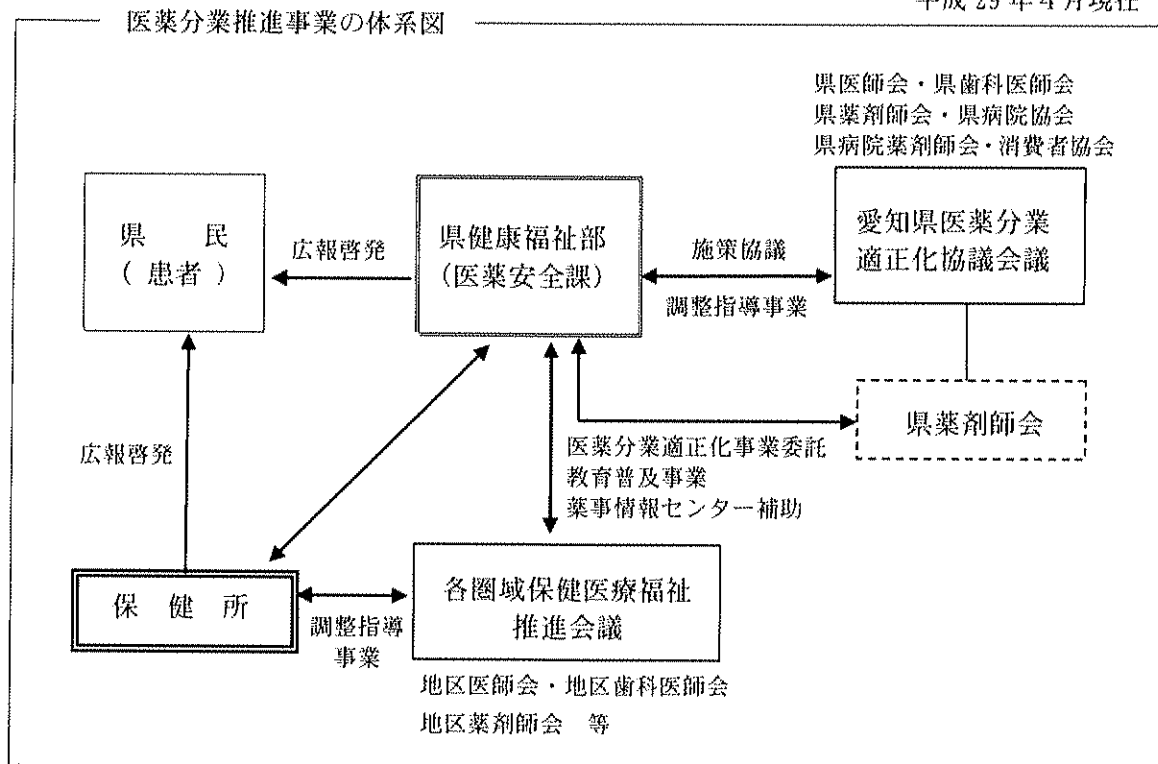 平成29年4月現在
医薬分業推進事業の体系図
県医師会・県歯科医師会
県薬剤師会・県病院協会
県病院薬剤師会・消費者協会
県　民
（患者）
広報啓発
県健康福祉部
（医薬安全課）
施策協議
調整指導事業
愛知県医薬分業
適正化協議会議
県薬剤師会
広報啓発
医薬分業適正化事業委託
教育普及事業
薬事情報センター補助
保　健　所
調整指導
事業
各圏域保健医療福祉
推進会議
地区医師会・地区歯科医師会
地区薬剤師会　等